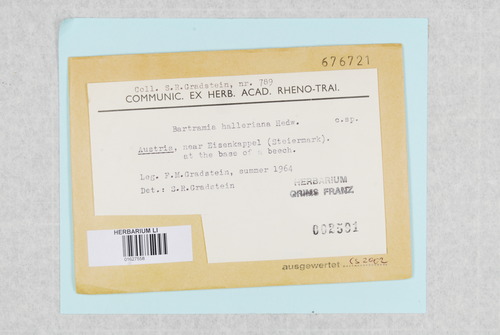 676721
Coll. S.R.Gradstein, nr. 789
COMMUNIC. EX HERB. ACAD. RHENO-TRAI.
Bartramia halleriana Hedw. c.sp.
Austria, near Eisenkappel (Steiermark).
at the base of a beech.
Leg. P.M.Gradstein, summer 1964
Det.: S.R.Gradstein
HERBARIUM
GRIMS FRANZ
002301
HERBARIUM LI
ausgewertet